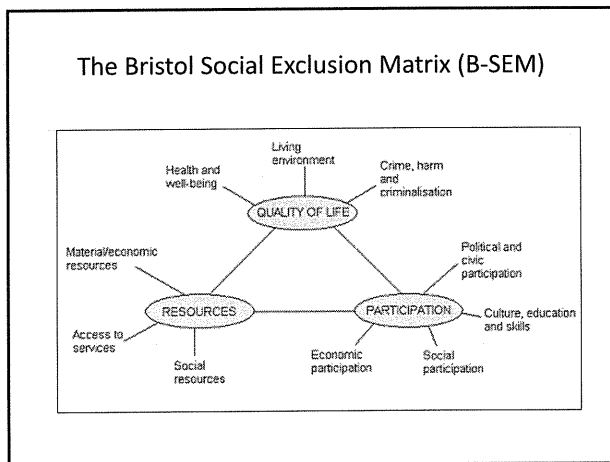 The Bristol Social Exclusion Matrix (B-SEM)
Living
environment
Health and
well-being
Crime, harm
and
criminalisation
QUALITY OF LIFE
Material/economic
resources
Political and
civic
participation
RESOURCES
PARTICIPATION
Culture, education
and skills
Access to
services
Social
resources
Economic
participation
Social
participation